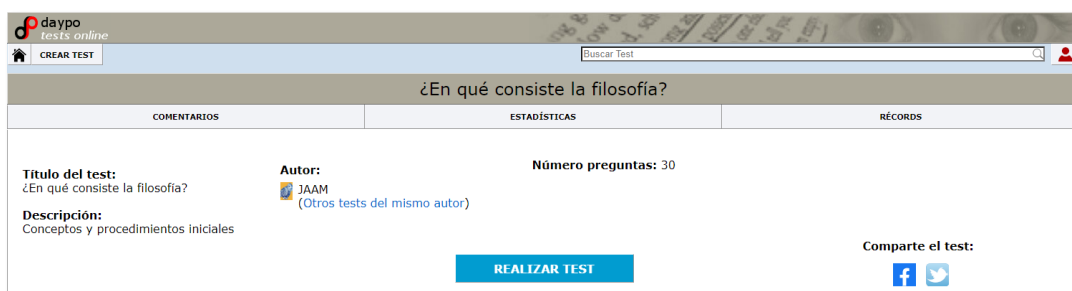 daypo
tests online
CREAR TEST
Buscar Test
¿En qué consiste la filosofía?
COMENTARIOS
ESTADÍSTICAS
RÉCORDS
Título del test:
¿En qué consiste la filosofía?
Descripción:
Conceptos y procedimientos iniciales
Autor:
JAAM
(Otros tests del mismo autor)
Número preguntas: 30
REALIZAR TEST
Comparte el test: